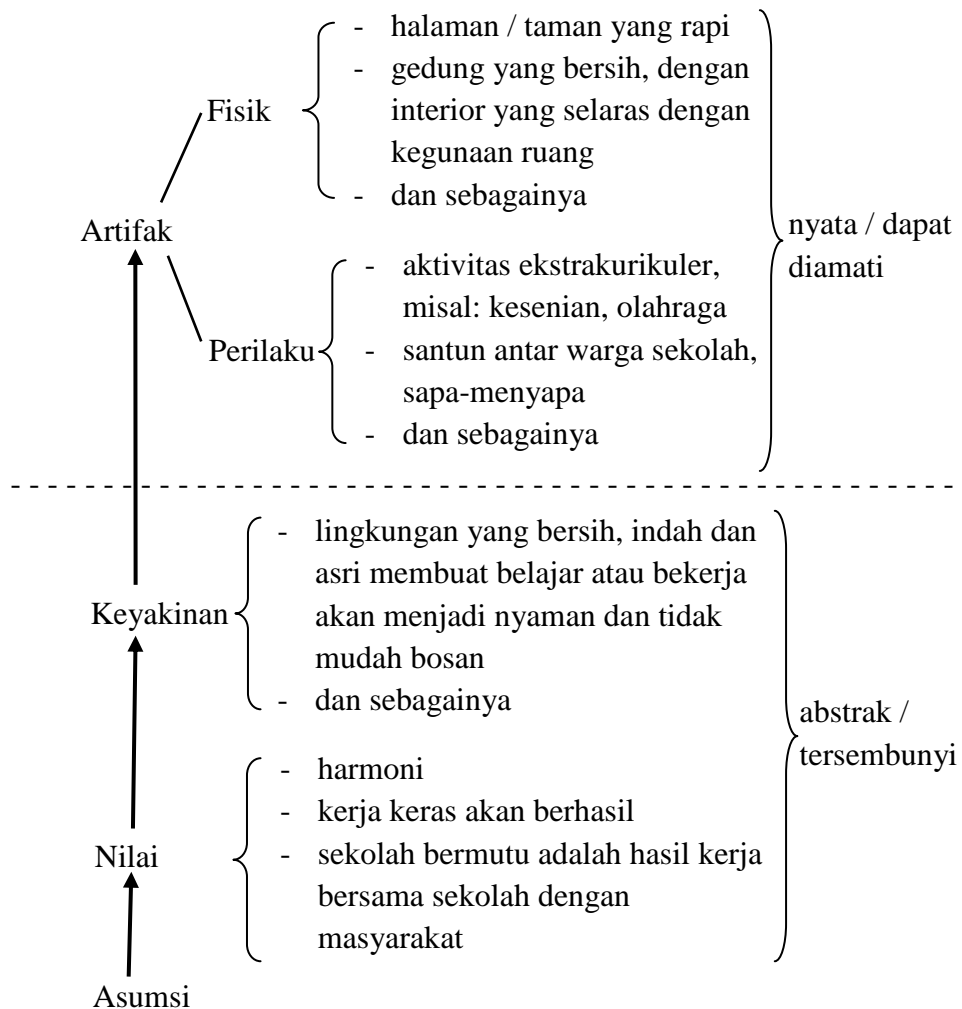 Artifak
Fisik
- halaman / taman yang rapi
- gedung yang bersih, dengan
interior yang selaras dengan
kegunaan ruang
- dan sebagainya
Perilaku
- aktivitas ekstrakurikuler,
misal: kesenian, olahraga
- santun antar warga sekolah,
sapa-menyapa
- dan sebagainya
nyata / dapat
diamati
Keyakinan
- lingkungan yang bersih, indah dan
asri membuat belajar atau bekerja
akan menjadi nyaman dan tidak
mudah bosan
- dan sebagainya
Nilai
- harmoni
- kerja keras akan berhasil
- sekolah bermutu adalah hasil kerja
bersama sekolah dengan
masyarakat
abstrak /
tersembunyi
Asumsi